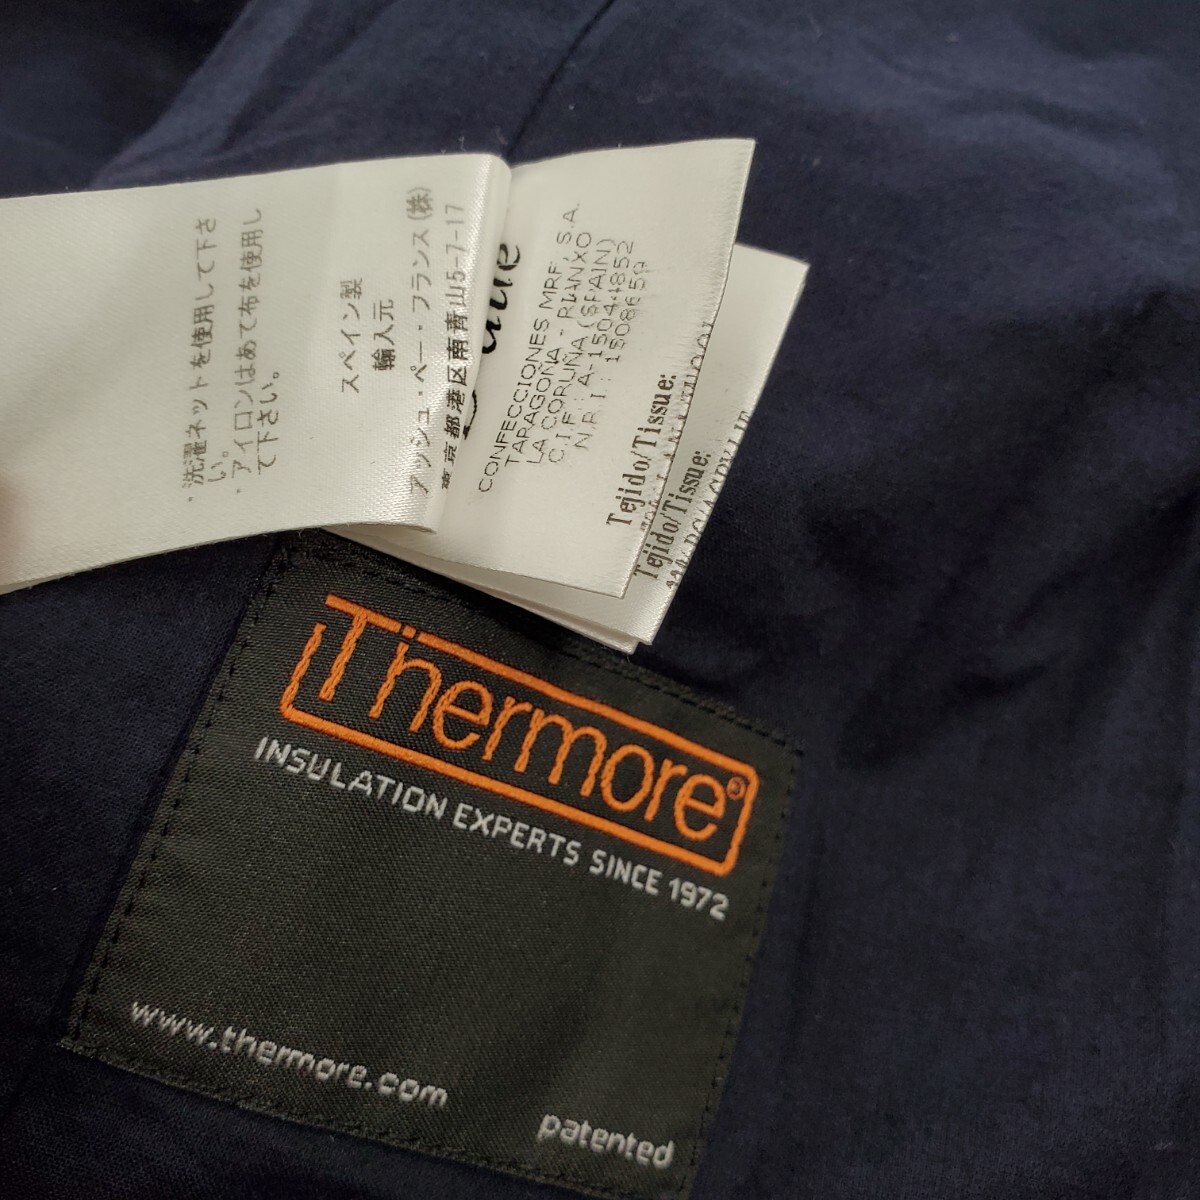 ・洗濯ネットを使用して下さ
い。
・アイロンはあて布を使用し
て下さい。
スペイン製
輸入元
アッシュ・ペー・フランス(株)
東京都港区南青山5-7-17
CONFECCIONES MRF, S.A.
TARAGOÑA - RIANXO
LA CORUÑA (SPAIN)
C.I.F.: A-15044852
N.R.I.: 1508659
Tejido/Tissue:
Tejido/Tissue:
Thermore®
INSULATION EXPERTS SINCE 1972
www.thermore.com
patented